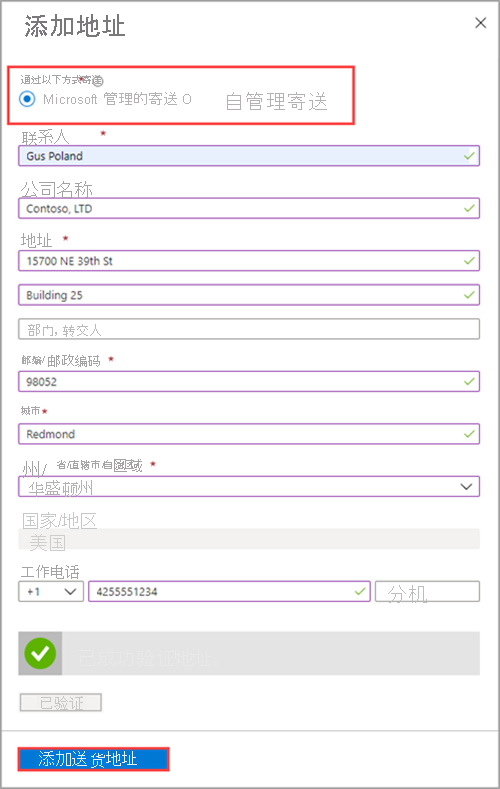 添加地址
通过以下方式寄送
Microsoft 管理的寄送 O 自管理寄送
联系人 *
Gus Poland
公司名称
Contoso, LTD
地址 *
15700 NE 39th St
Building 25
部门，转交人
邮编/邮政编码 *
98052
城市*
Redmond
州/省/直辖市/自治区域 *
华盛顿州
国家/地区
美国
工作电话
+1 4255551234 分机
已成功验证地址。
已验证
添加送货地址